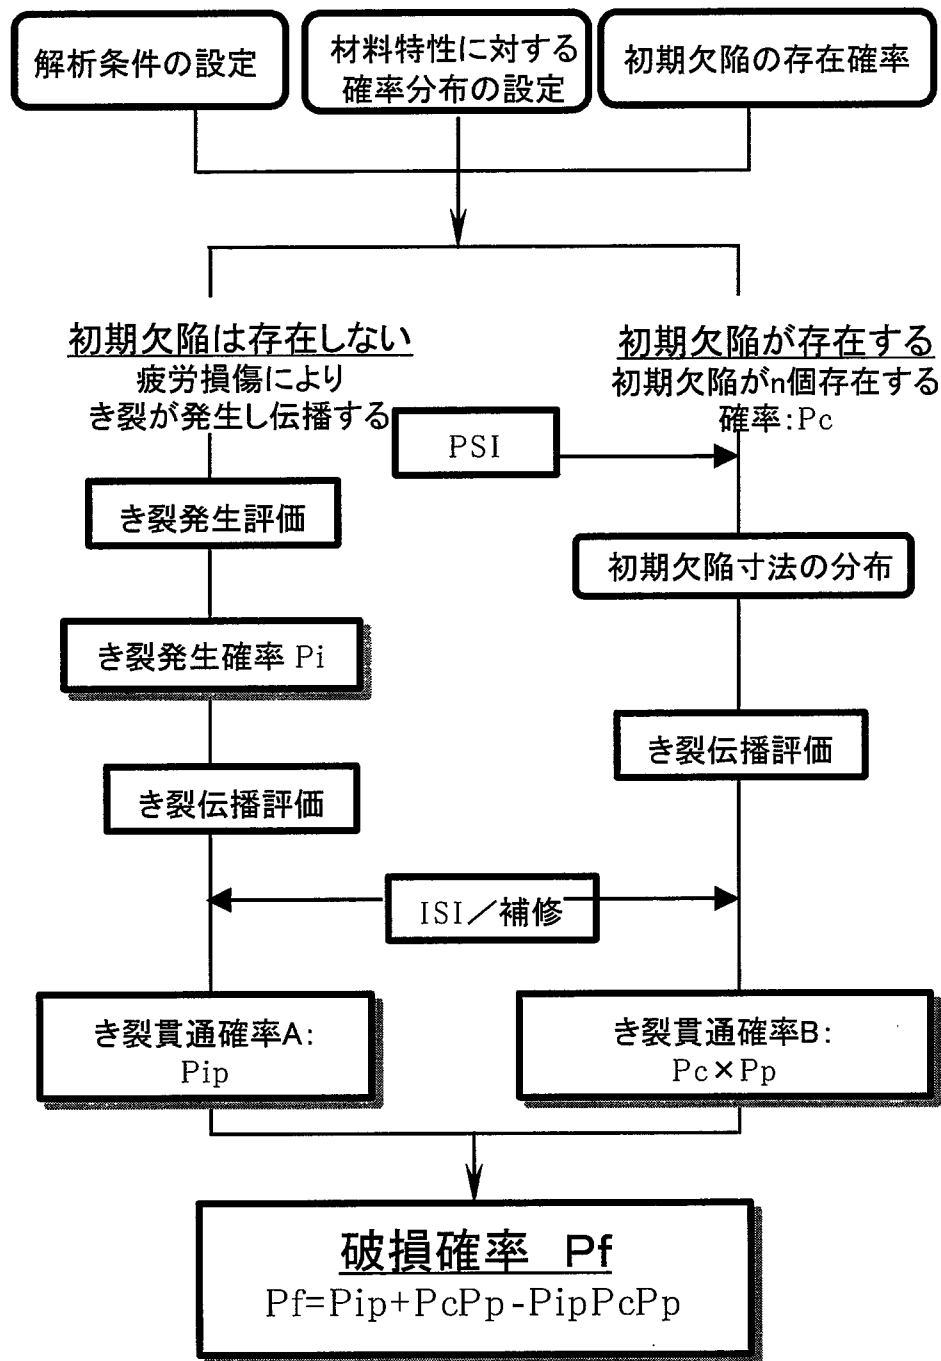 解析条件の設定
材料特性に対する
確率分布の設定
初期欠陥の存在確率
初期欠陥は存在しない
疲労損傷により
き裂が発生し伝播する
初期欠陥が存在する
初期欠陥がn個存在する
確率:Pc
PSI
き裂発生評価
初期欠陥寸法の分布
き裂発生確率 Pi
き裂伝播評価
き裂伝播評価
ISI/補修
き裂貫通確率A:
Pip
き裂貫通確率B:
Pc×Pp
破損確率 Pf
Pf=Pip+PcPp-PipPcPp